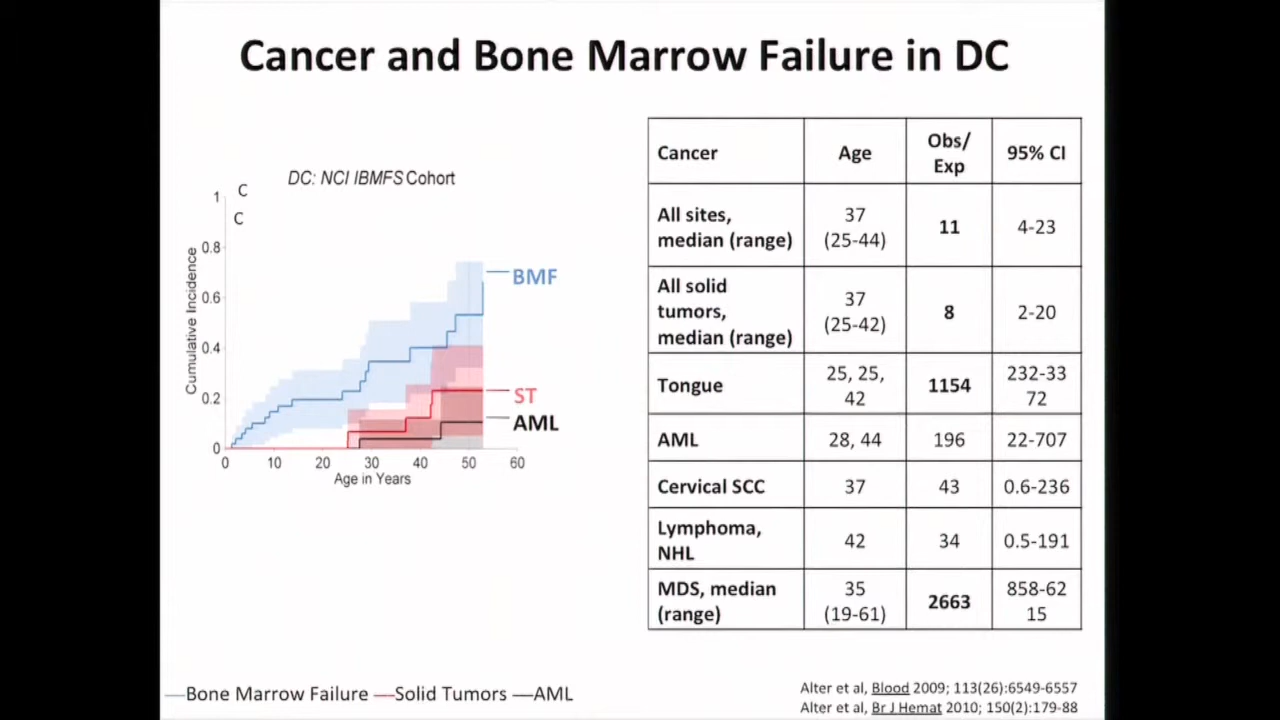 Cancer and Bone Marrow Failure in DC
DC: NCI IBMFS Cohort
C
C
1
0.8
0.6
0.4
0.2
0
Cumulative Incidence
0 10 20 30 40 50 60
Age in Years
BMF
ST
AML
Cancer Age Obs/
Exp 95% CI
All sites,
median (range) 37
(25-44) 11 4-23
All solid
tumors,
median (range) 37
(25-42) 8 2-20
Tongue 25, 25,
42 1154 232-33
72
AML 28, 44 196 22-707
Cervical SCC 37 43 0.6-236
Lymphoma,
NHL 42 34 0.5-191
MDS, median
(range) 35
(19-61) 2663 858-62
15
Bone Marrow Failure Solid Tumors AML
Alter et al, Blood 2009; 113(26):6549-6557
Alter et al, Br J Hemat 2010; 150(2):179-88